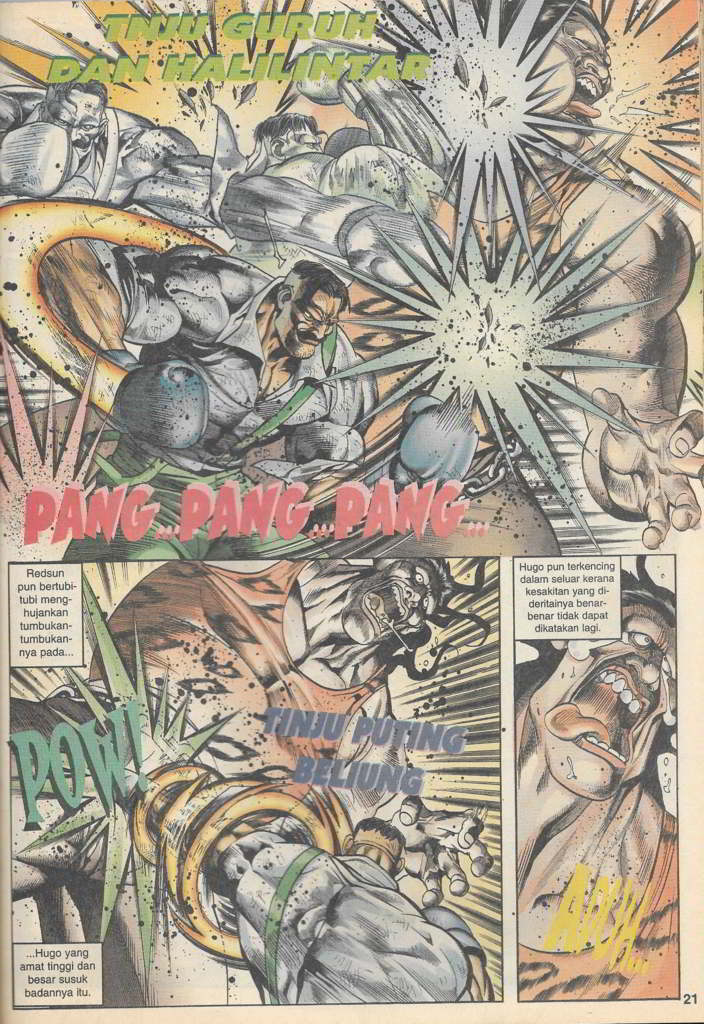 TNJU GURUH
DAN HALILINTAR
PANG...PANG...PANG...
Redsun
pun bertubi-
tubi meng-
hujankan
tumbukan-
tumbukan-
nya pada...
POW!
TINJU PUTING
BELIUNG
...Hugo yang
amat tinggi dan
besar susuk
badannya itu.
Hugo pun terkencing
dalam seluar kerana
kesakitan yang di-
deritainya benar-
benar tidak dapat
dikatakan lagi.
ADUH...
21